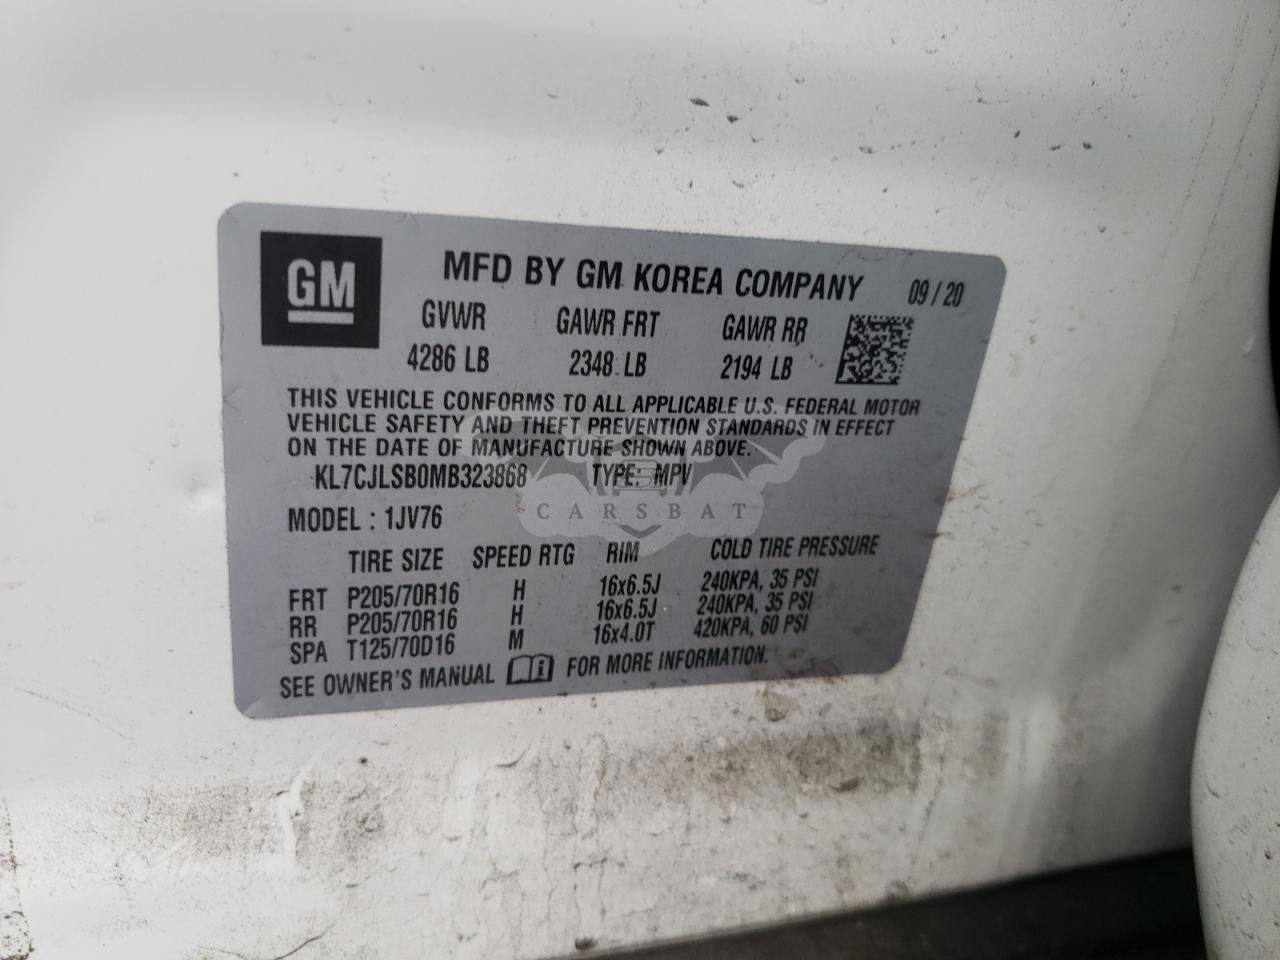 GM
MFD BY GM KOREA COMPANY 09/20
GVWR GAWR FRT GAWR RR
4286 LB 2348 LB 2194 LB
THIS VEHICLE CONFORMS TO ALL APPLICABLE U.S. FEDERAL MOTOR
VEHICLE SAFETY AND THEFT PREVENTION STANDARDS IN EFFECT
ON THE DATE OF MANUFACTURE SHOWN ABOVE.
KL7CJLSB0MB323868 TYPE: MPV
CARSBAT
MODEL : 1JV76
TIRE SIZE SPEED RTG RIM COLD TIRE PRESSURE
FRT P205/70R16 H 16x6.5J 240KPA, 35 PSI
RR P205/70R16 H 16x6.5J 240KPA, 35 PSI
SPA T125/70D16 M 16x4.0T 420KPA, 60 PSI
SEE OWNER'S MANUAL i FOR MORE INFORMATION.